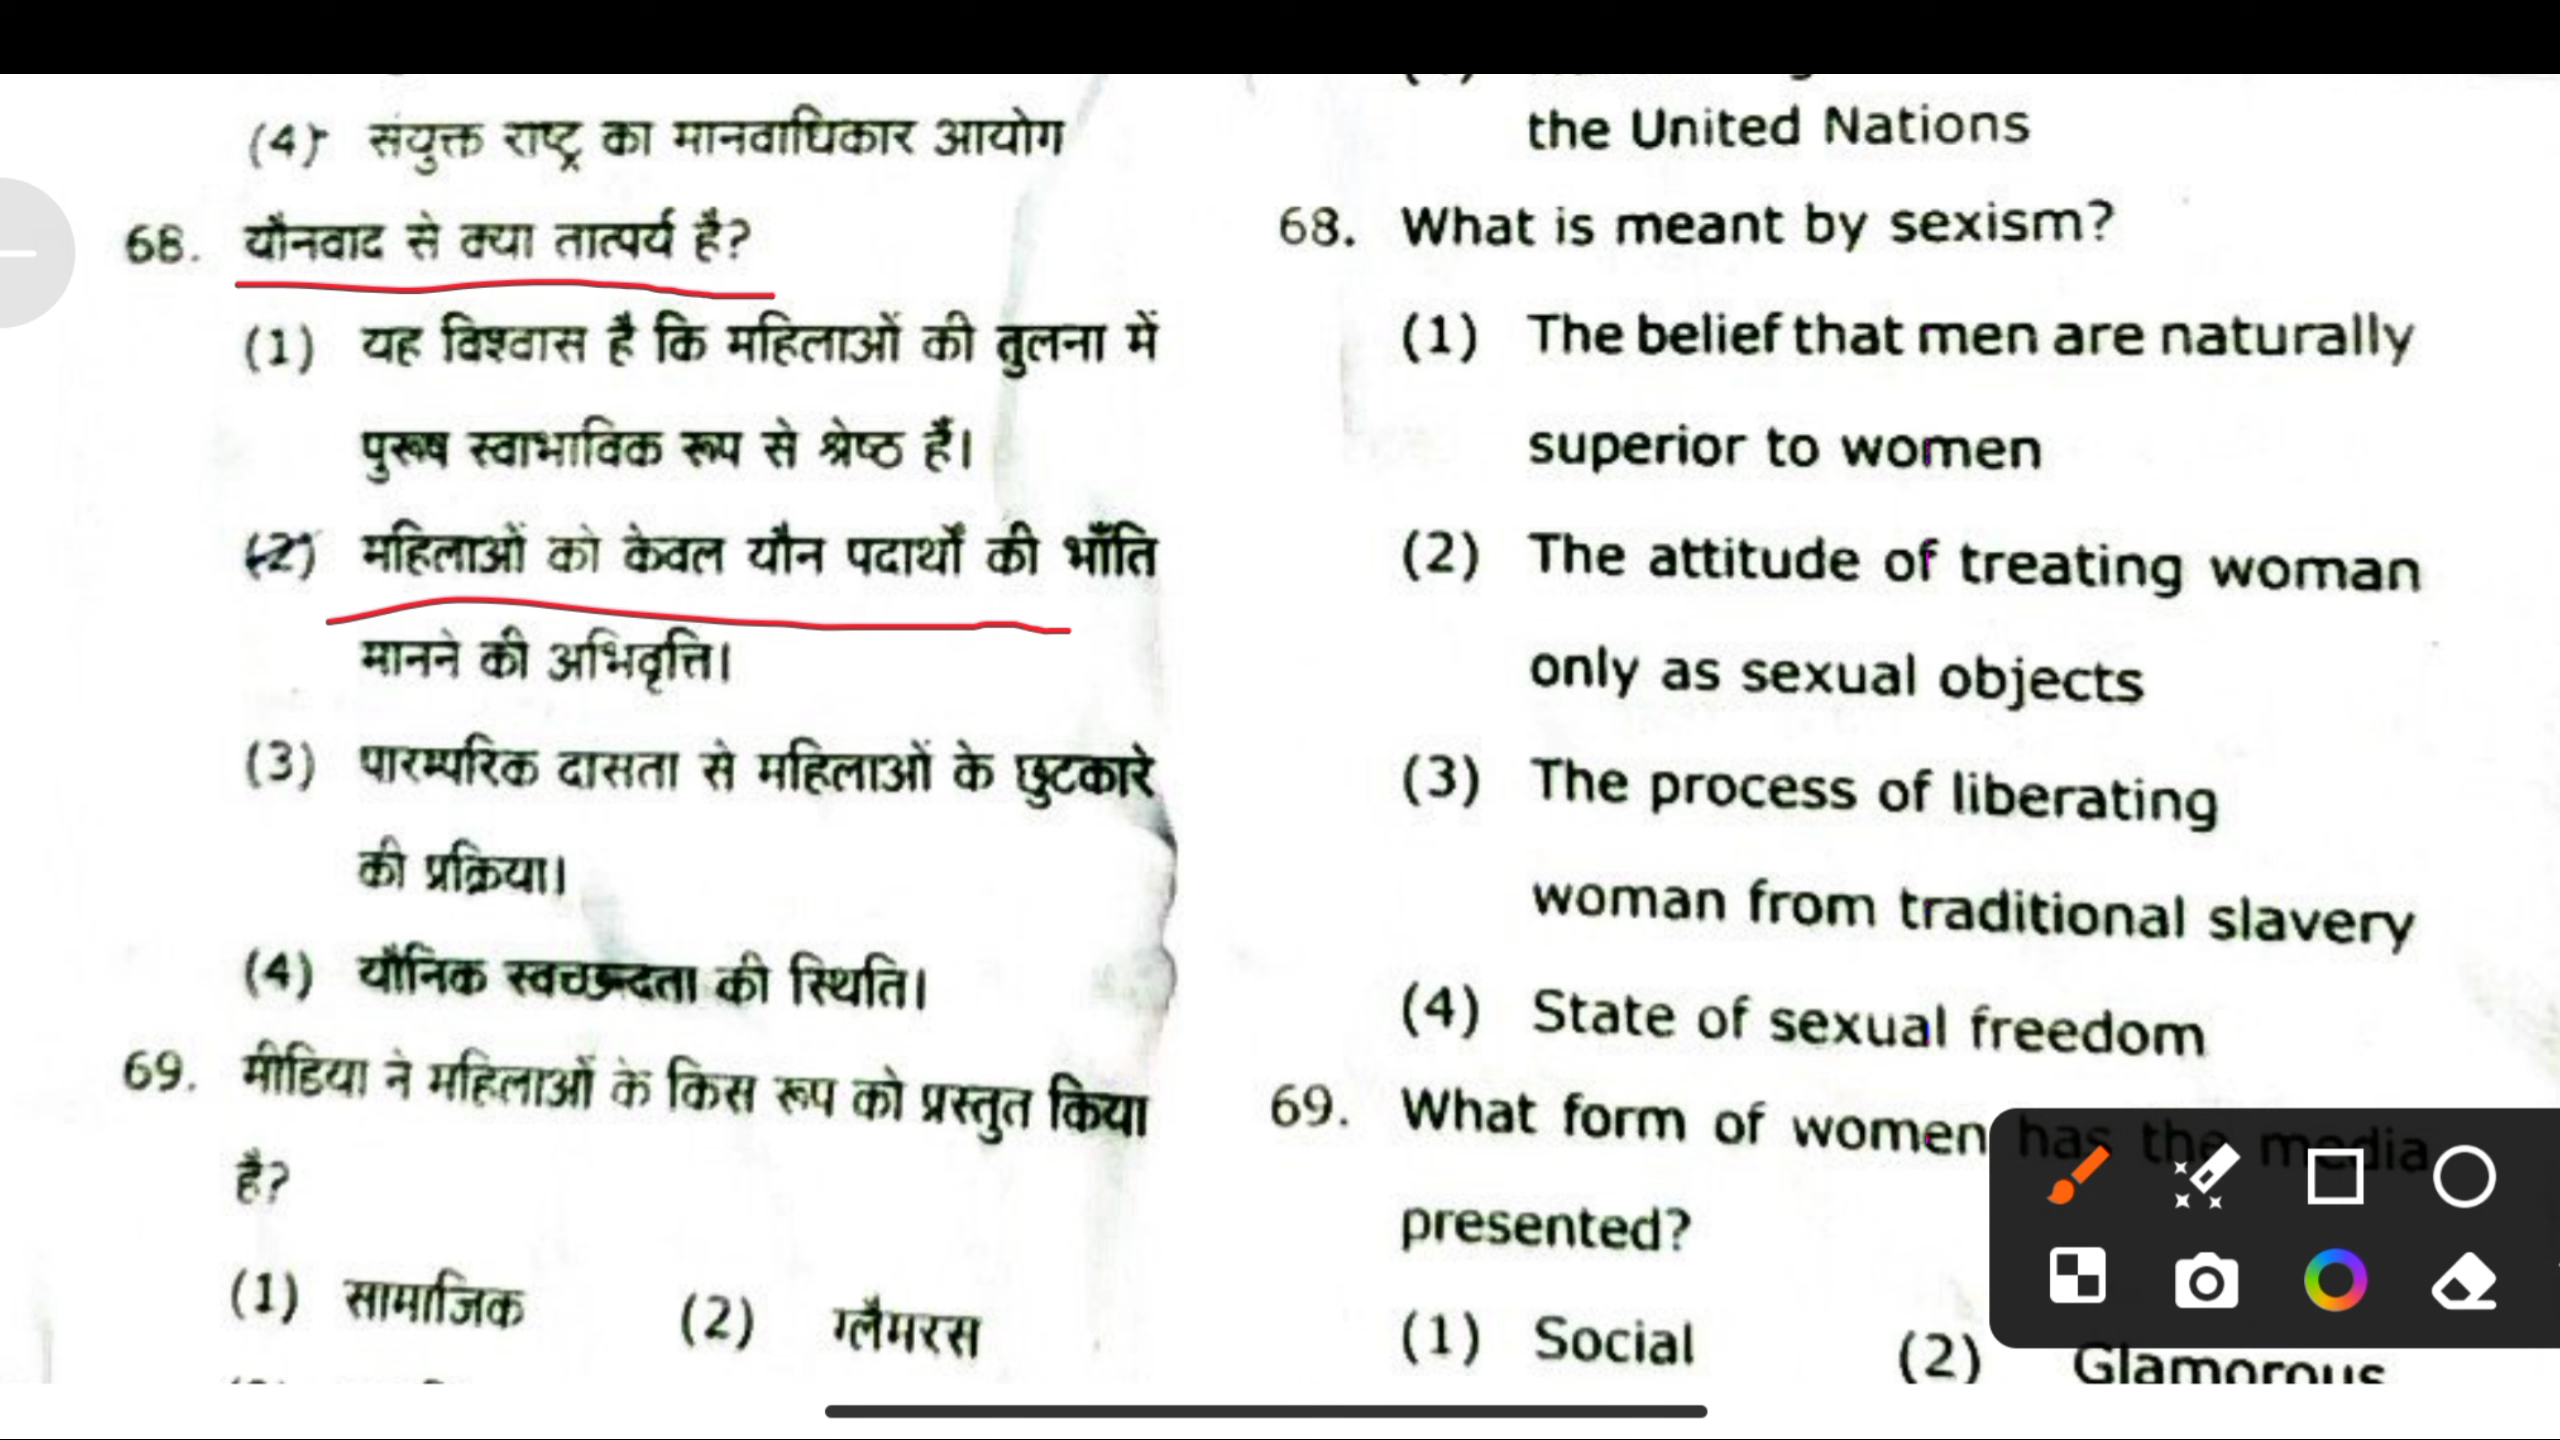 (4) संयुक्त राष्ट्र का मानवाधिकार आयोग
68. यौनवाद से क्या तात्पर्य है?
(1) यह विश्वास है कि महिलाओं की तुलना में
पुरूष स्वाभाविक रूप से श्रेष्ठ हैं।
(2) महिलाओं को केवल यौन पदार्थों की भाँति
मानने की अभिवृत्ति।
(3) पारम्परिक दासता से महिलाओं के छुटकारे
की प्रक्रिया।
(4) यौनिक स्वच्छन्दता की स्थिति।
69. मीडिया ने महिलाओं के किस रूप को प्रस्तुत किया
है?
(1) सामाजिक (2) ग्लैमरस
the United Nations
68. What is meant by sexism?
(1) The belief that men are naturally
superior to women
(2) The attitude of treating woman
only as sexual objects
(3) The process of liberating
woman from traditional slavery
(4) State of sexual freedom
69. What form of women has the media
presented?
(1) Social (2) Glamorous